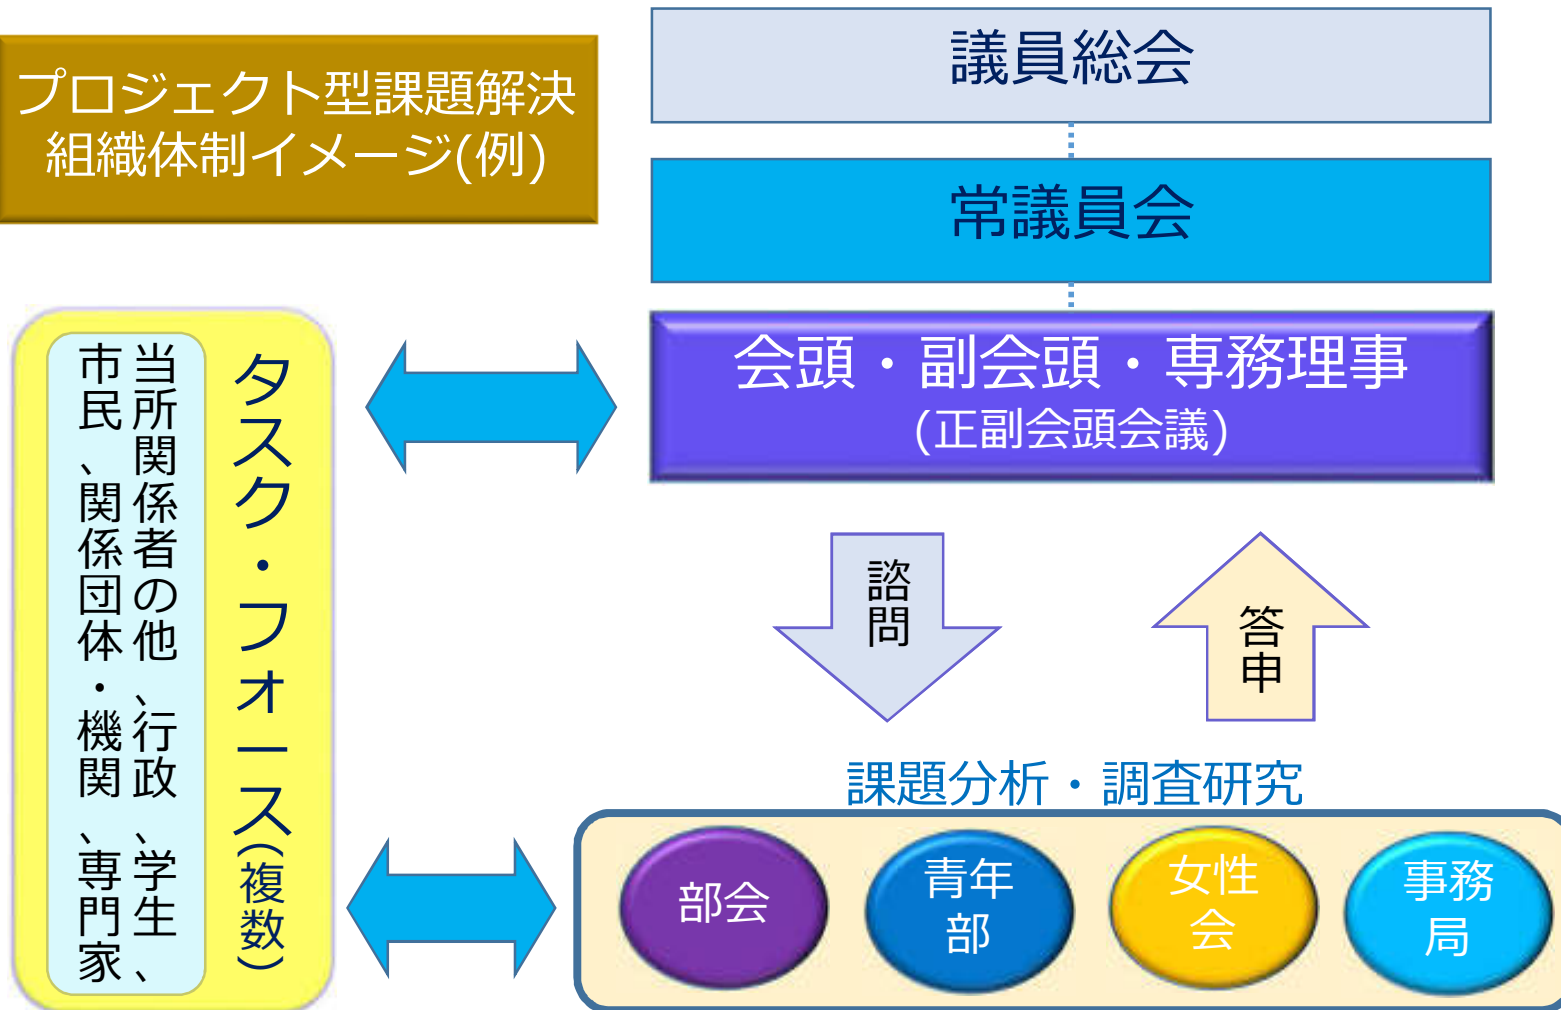 プロジェクト型課題解決
組織体制イメージ(例)
議員総会
常議員会
会頭・副会頭・専務理事
(正副会頭会議)
タスク・フォース(複数)
当所関係者の他、行政、学生、
市民、関係団体・機関、専門家
諮問
答申
課題分析・調査研究
部会
青年
部
女性
会
事務
局